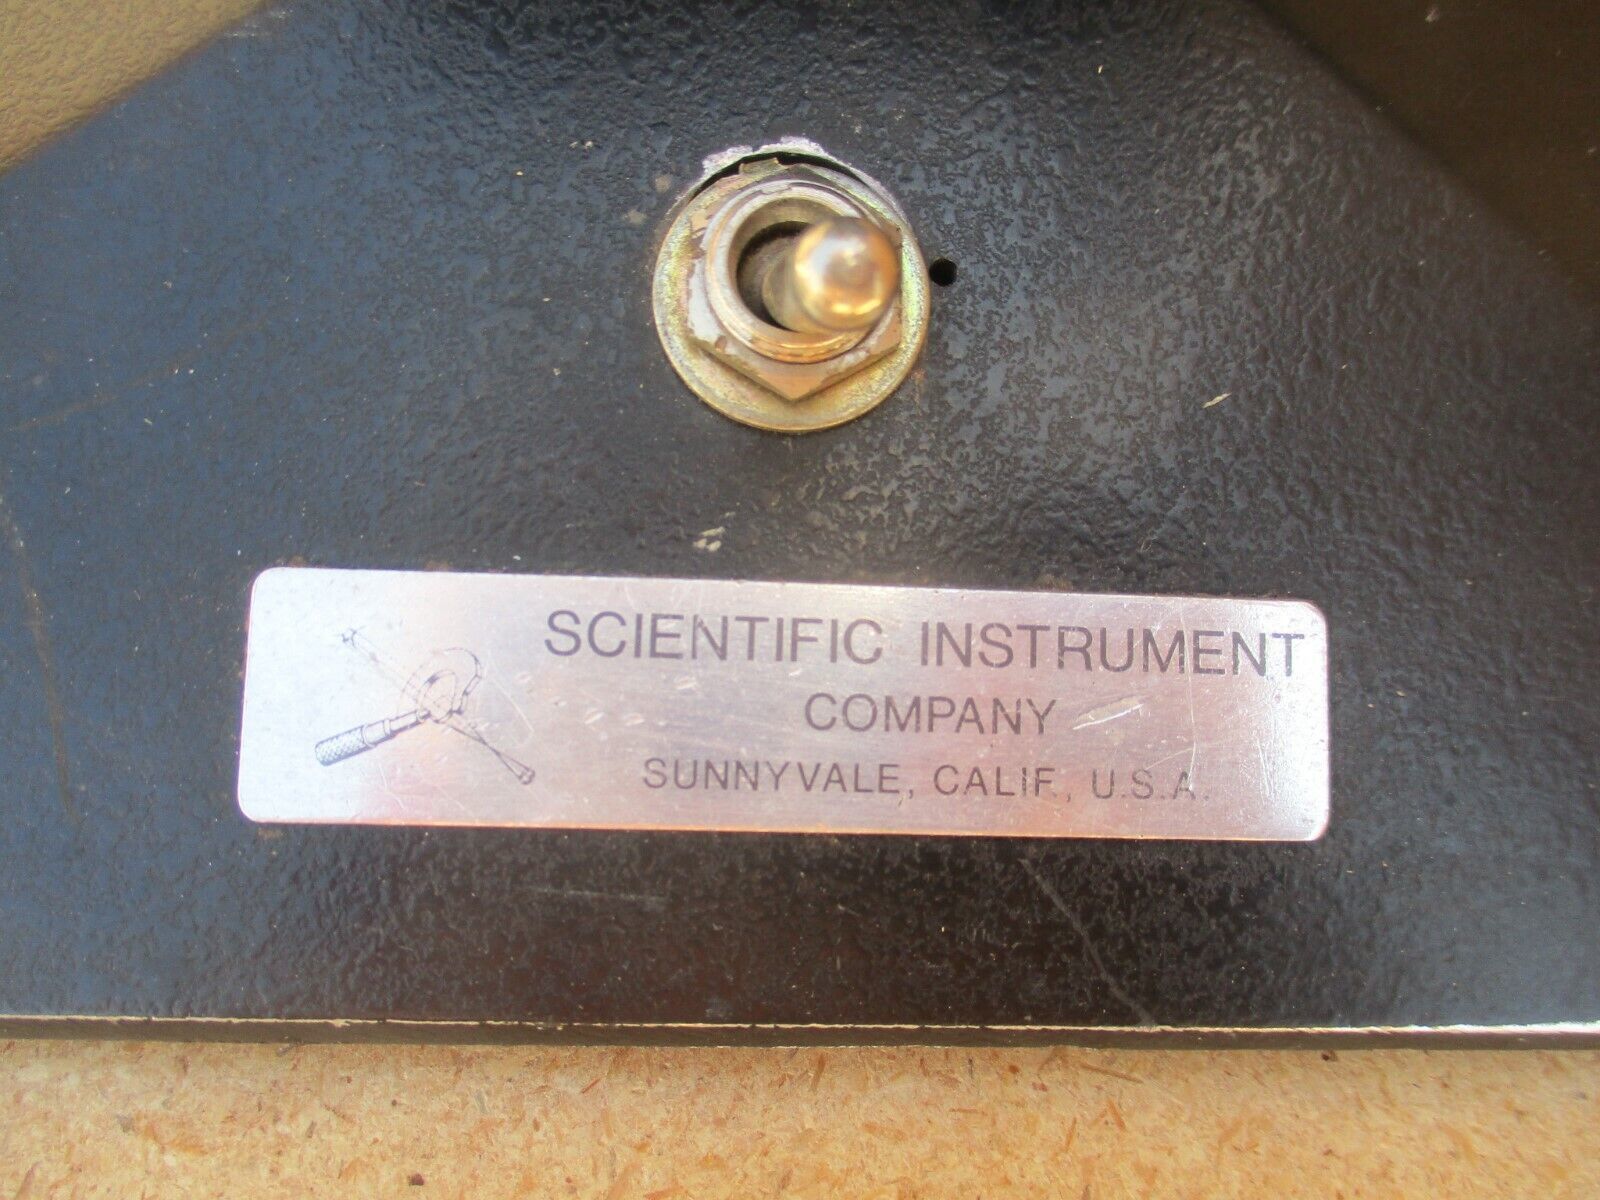 SCIENTIFIC INSTRUMENT
COMPANY
SUNNYVALE, CALIF., U.S.A.